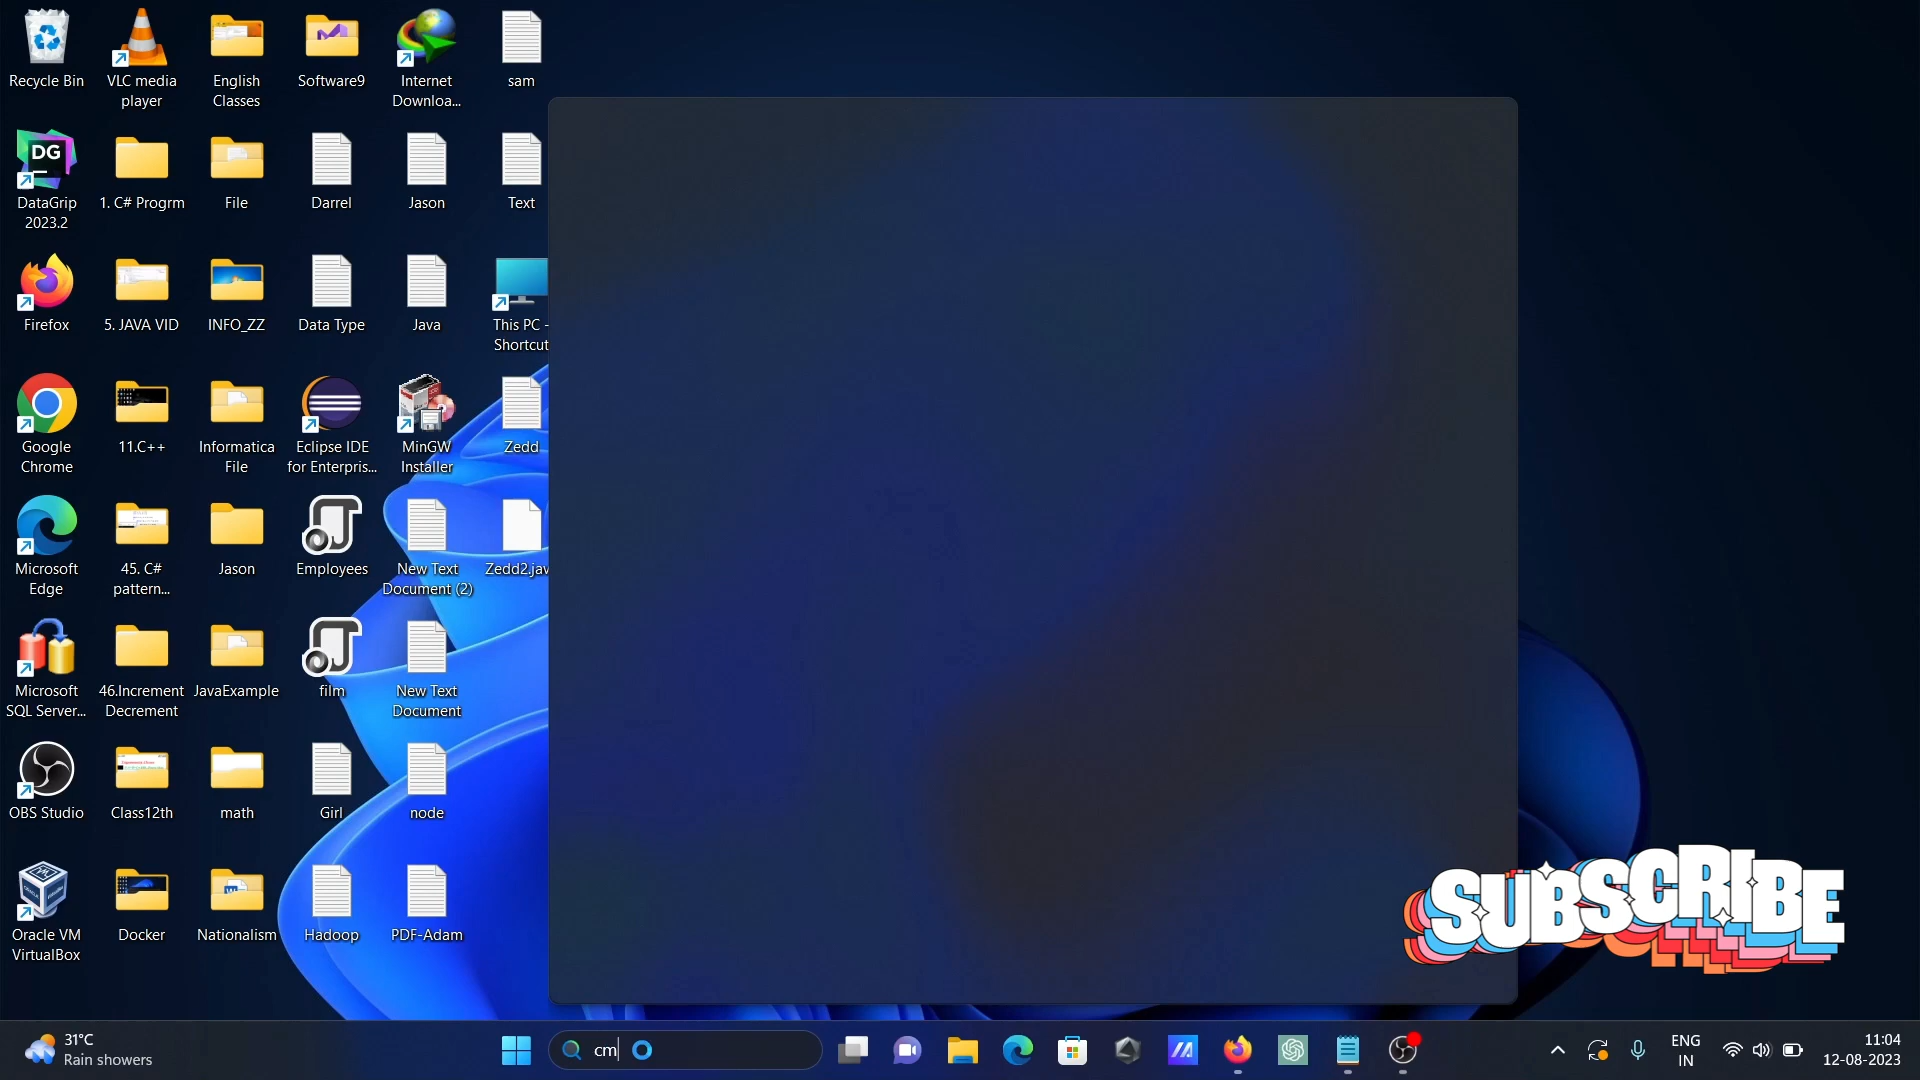 Recycle Bin
VLC media
player
English
Classes
Software9
Internet
Downloa...
sam
DG
DataGrip
2023.2
1. C# Progrm
File
Darrel
Jason
Text
Firefox
5. JAVA VID
INFO_ZZ
Data Type
Java
This PC -
Shortcut
Google
Chrome
11.C++
Informatica
File
Eclipse IDE
for Enterpris...
MinGW
Installer
Zedd
Microsoft
Edge
45. C#
pattern...
Jason
Employees
New Text
Document (2)
Zedd2.jav
Microsoft
SQL Server...
46.Increment
Decrement
JavaExample
film
New Text
Document
OBS Studio
Class12th
math
Girl
node
Oracle VM
VirtualBox
Docker
Nationalism
Hadoop
PDF-Adam
SUBSCRIBE
31°C
Rain showers
cm
ENG
IN
11:04
12-08-2023